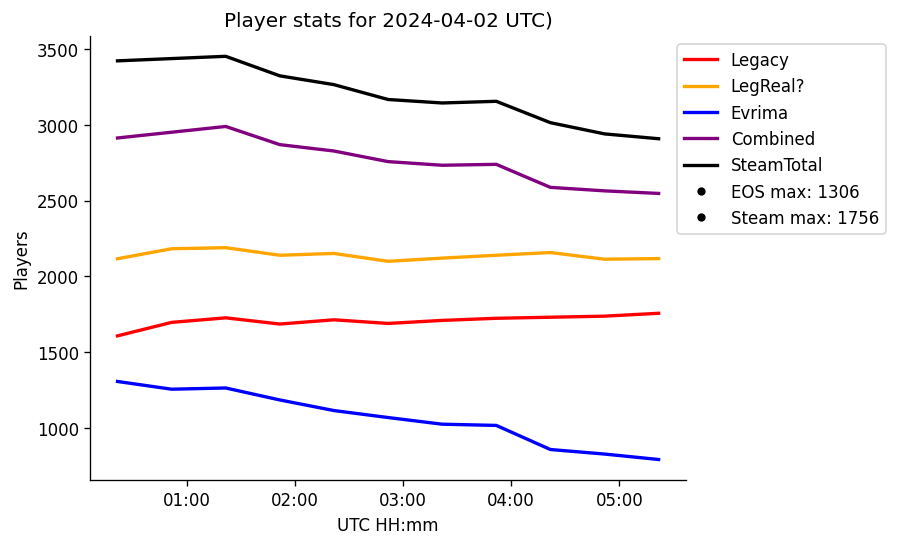 Player stats for 2024-04-02 UTC)
3500
3000
2500
2000
1500
1000
Players
01:00
02:00
03:00
04:00
05:00
UTC HH:mm
Legacy
LegReal?
Evrima
Combined
SteamTotal
EOS max: 1306
Steam max: 1756